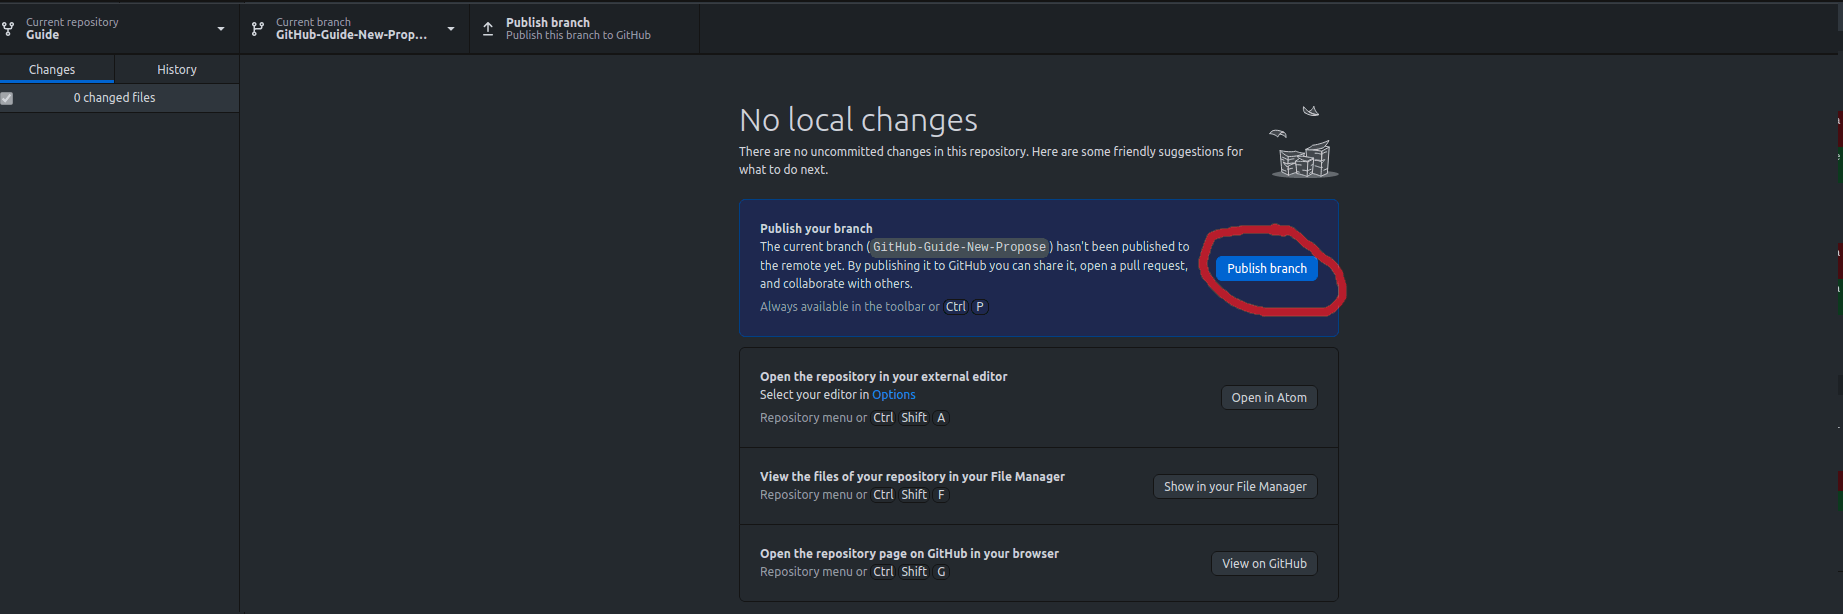 Current repository
Guide
Current branch
GitHub-Guide-New-Prop...
Publish branch
Publish this branch to GitHub
Changes
History
0 changed files
No local changes
There are no uncommitted changes in this repository. Here are some friendly suggestions for
what to do next.
Publish your branch
The current branch (GitHub-Guide-New-Propose) hasn't been published to
the remote yet. By publishing it to GitHub you can share it, open a pull request,
and collaborate with others.
Always available in the toolbar or Ctrl P
Publish branch
Open the repository in your external editor
Select your editor in Options
Repository menu or Ctrl Shift A
Open in Atom
View the files of your repository in your File Manager
Repository menu or Ctrl Shift F
Show in your File Manager
Open the repository page on GitHub in your browser
Repository menu or Ctrl Shift G
View on GitHub